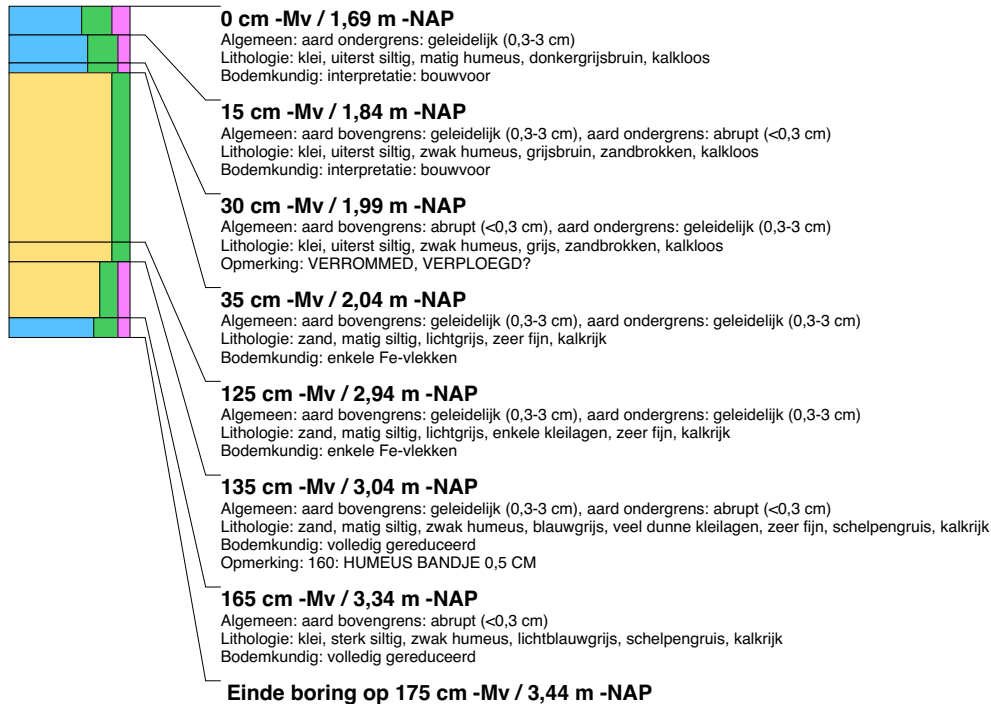 0 cm -Mv / 1,69 m -NAP
Algemeen: aard ondergrens: geleidelijk (0,3-3 cm)
Lithologie: klei, uiterst siltig, matig humeus, donkergrijsbruin, kalkloos
Bodemkundig: interpretatie: bouwvoor
15 cm -Mv / 1,84 m -NAP
Algemeen: aard bovengrens: geleidelijk (0,3-3 cm), aard ondergrens: abrupt (<0,3 cm)
Lithologie: klei, uiterst siltig, zwak humeus, grijsbruin, zandbrokken, kalkloos
Bodemkundig: interpretatie: bouwvoor
30 cm -Mv / 1,99 m -NAP
Algemeen: aard bovengrens: abrupt (<0,3 cm), aard ondergrens: geleidelijk (0,3-3 cm)
Lithologie: klei, uiterst siltig, zwak humeus, grijs, zandbrokken, kalkloos
Opmerking: VERROMMED, VERPLOEGD?
35 cm -Mv / 2,04 m -NAP
Algemeen: aard bovengrens: geleidelijk (0,3-3 cm), aard ondergrens: geleidelijk (0,3-3 cm)
Lithologie: zand, matig siltig, lichtgrijs, zeer fijn, kalkrijk
Bodemkundig: enkele Fe-vlekken
125 cm -Mv / 2,94 m -NAP
Algemeen: aard bovengrens: geleidelijk (0,3-3 cm), aard ondergrens: geleidelijk (0,3-3 cm)
Lithologie: zand, matig siltig, lichtgrijs, enkele kleilagen, zeer fijn, kalkrijk
Bodemkundig: enkele Fe-vlekken
135 cm -Mv / 3,04 m -NAP
Algemeen: aard bovengrens: geleidelijk (0,3-3 cm), aard ondergrens: abrupt (<0,3 cm)
Lithologie: zand, matig siltig, zwak humeus, blauwgrijs, veel dunne kleilagen, zeer fijn, schelpengruis, kalkrijk
Bodemkundig: volledig gereduceerd
Opmerking: 160: HUMEUS BANDJE 0,5 CM
165 cm -Mv / 3,34 m -NAP
Algemeen: aard bovengrens: abrupt (<0,3 cm)
Lithologie: klei, sterk siltig, zwak humeus, lichtblauwgrijs, schelpengruis, kalkrijk
Bodemkundig: volledig gereduceerd
Einde boring op 175 cm -Mv / 3,44 m -NAP